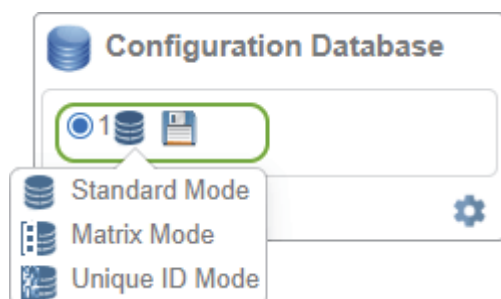 Configuration Database
1
Standard Mode
Matrix Mode
Unique ID Mode